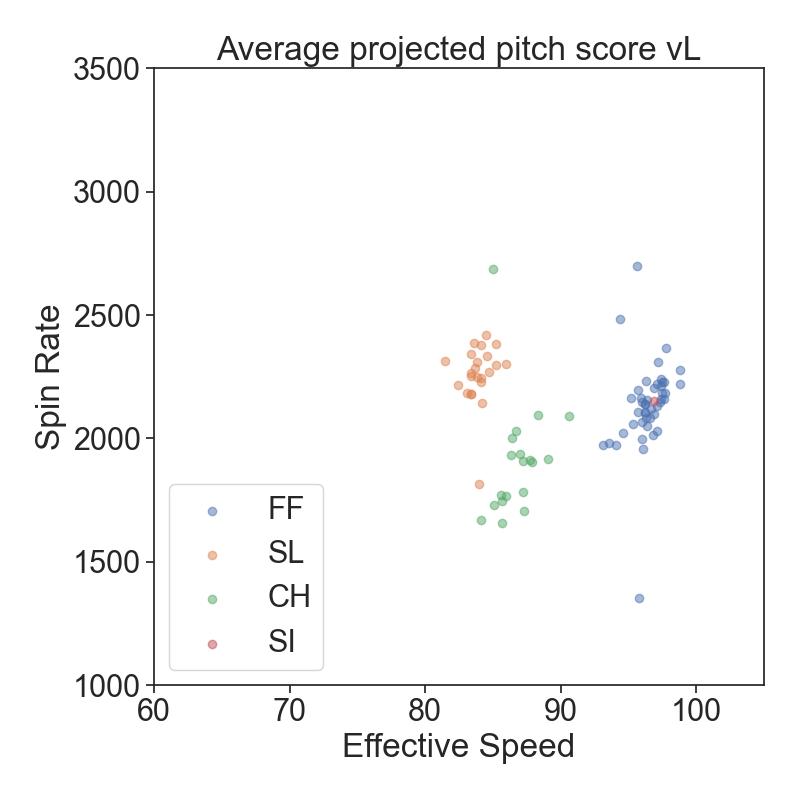 Average projected pitch score vL
3500
3000
2500
2000
1500
1000
Spin Rate
FF
SL
CH
SI
60 70 80 90 100
Effective Speed